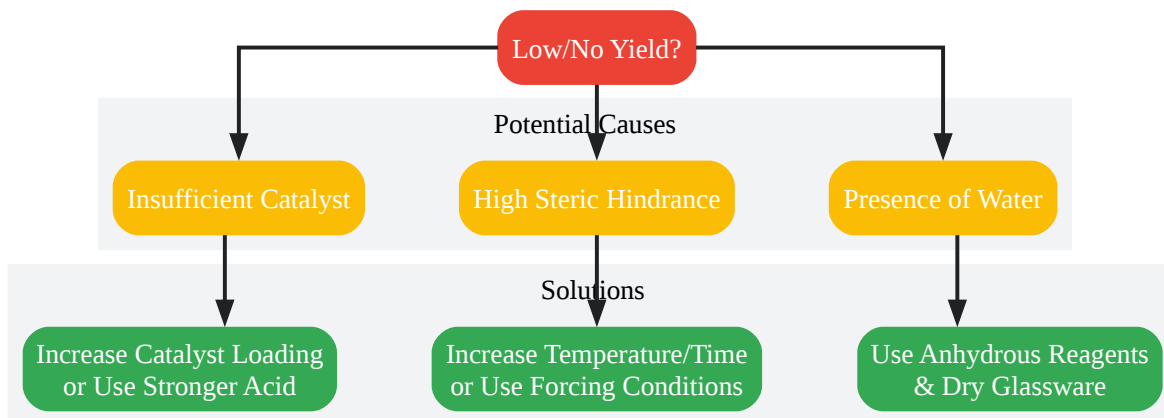 Low/No Yield?
Potential Causes
Insufficient Catalyst
High Steric Hindrance
Presence of Water
Solutions
Increase Catalyst Loading
or Use Stronger Acid
Increase Temperature/Time
or Use Forcing Conditions
Use Anhydrous Reagents
& Dry Glassware